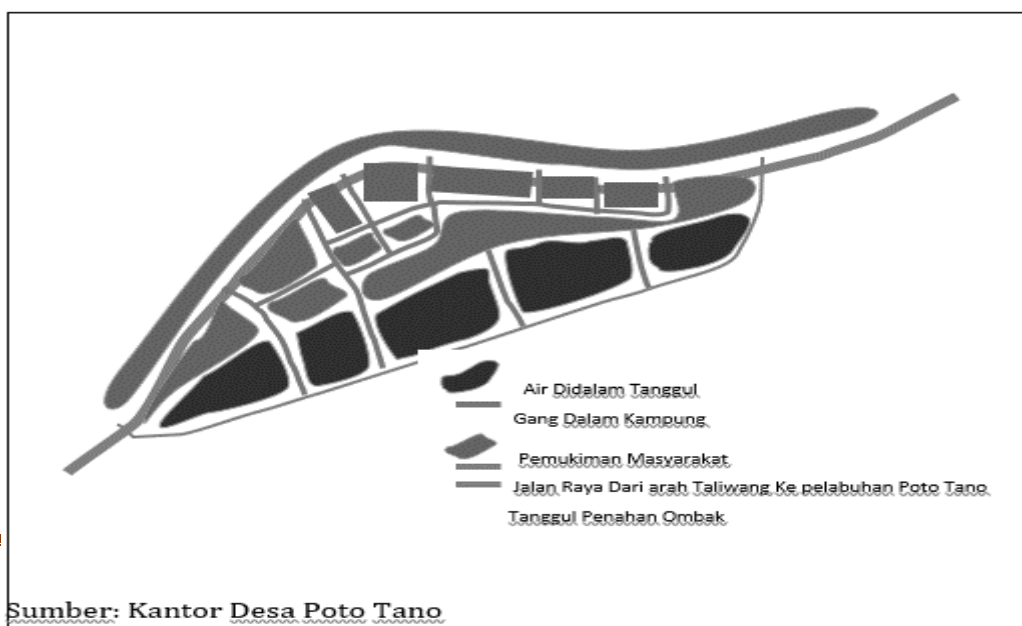 Air Didalam Tanggul
Gang Dalam Kampung
Pemukiman Masyarakat
Jalan Raya Dari arah Taliwang Ke pelabuhan Poto Tano
Tanggul Penahan Ombak
Sumber: Kantor Desa Poto Tano